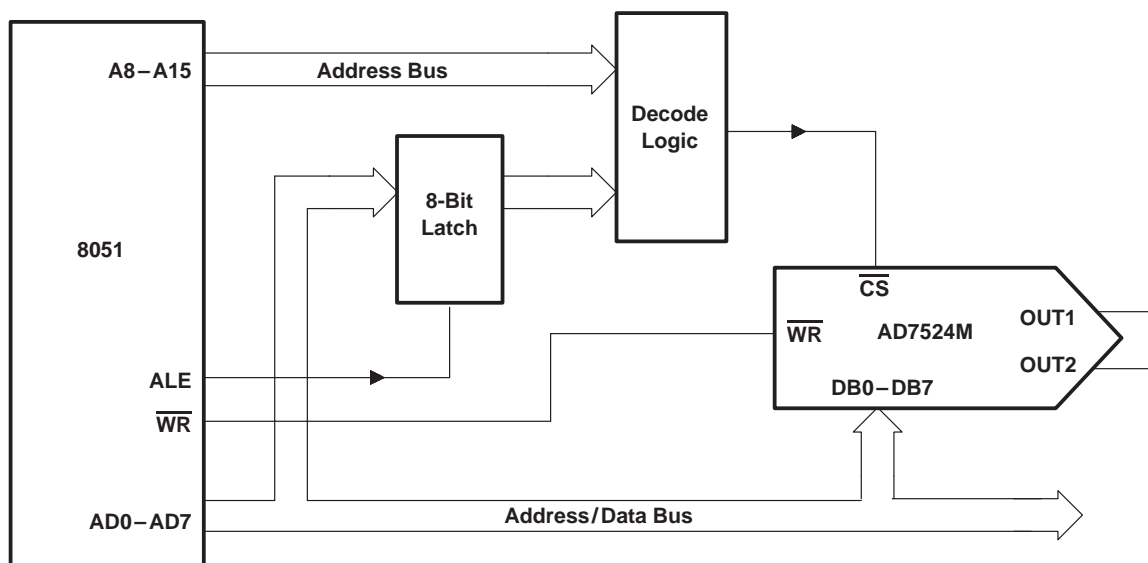 A8–A15
Address Bus
Decode
Logic
8-Bit
Latch
8051
CS
WR
AD7524M
OUT1
OUT2
DB0–DB7
ALE
WR
AD0–AD7
Address/Data Bus